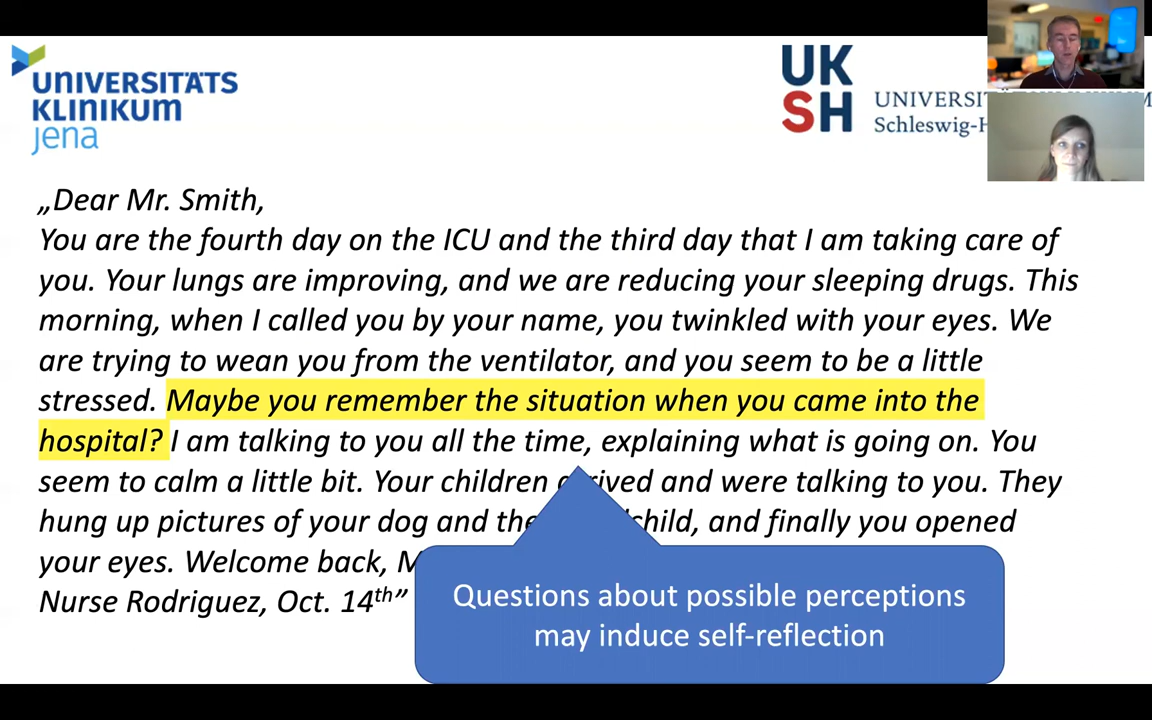 UNIVERSITÄTS
KLINIKUM
jena
UK
SH
Schleswig-H
„Dear Mr. Smith,
You are the fourth day on the ICU and the third day that I am taking care of
you. Your lungs are improving, and we are reducing your sleeping drugs. This
morning, when I called you by your name, you twinkled with your eyes. We
are trying to wean you from the ventilator, and you seem to be a little
stressed. Maybe you remember the situation when you came into the
hospital? I am talking to you all the time, explaining what is going on. You
seem to calm a little bit. Your children and were talking to you. They
hung up pictures of your dog and and finally you opened
your eyes. Welcome back,
Nurse Rodriguez, Oct. 14th”
Questions about possible perceptions
may induce self-reflection